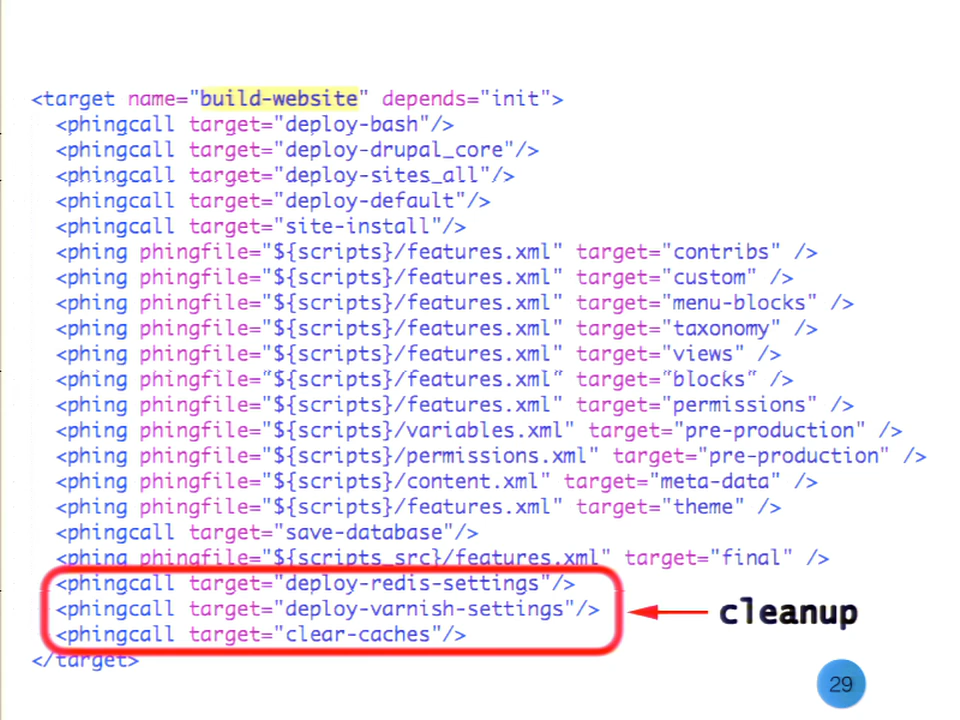 <target name="build-website" depends="init">
<phingcall target="deploy-bash"/>
<phingcall target="deploy-drupal_core"/>
<phingcall target="deploy-sites_all"/>
<phingcall target="deploy-default"/>
<phingcall target="site-install"/>
<phing phingfile="${scripts}/features.xml" target="contribs" />
<phing phingfile="${scripts}/features.xml" target="custom" />
<phing phingfile="${scripts}/features.xml" target="menu-blocks" />
<phing phingfile="${scripts}/features.xml" target="taxonomy" />
<phing phingfile="${scripts}/features.xml" target="views" />
<phing phingfile=“${scripts}/features.xml“ target=“blocks“ />
<phing phingfile="${scripts}/features.xml" target="permissions" />
<phing phingfile="${scripts}/variables.xml" target="pre-production" />
<phing phingfile="${scripts}/permissions.xml" target="pre-production" />
<phing phingfile="${scripts}/content.xml" target="meta-data" />
<phing phingfile="${scripts}/features.xml" target="theme" />
<phingcall target="save-database"/>
<phing phingfile="${scripts_src}/features.xml" target="final" />
<phingcall target="deploy-redis-settings"/>
<phingcall target="deploy-varnish-settings"/>
<phingcall target="clear-caches"/>
</target>
cleanup
29